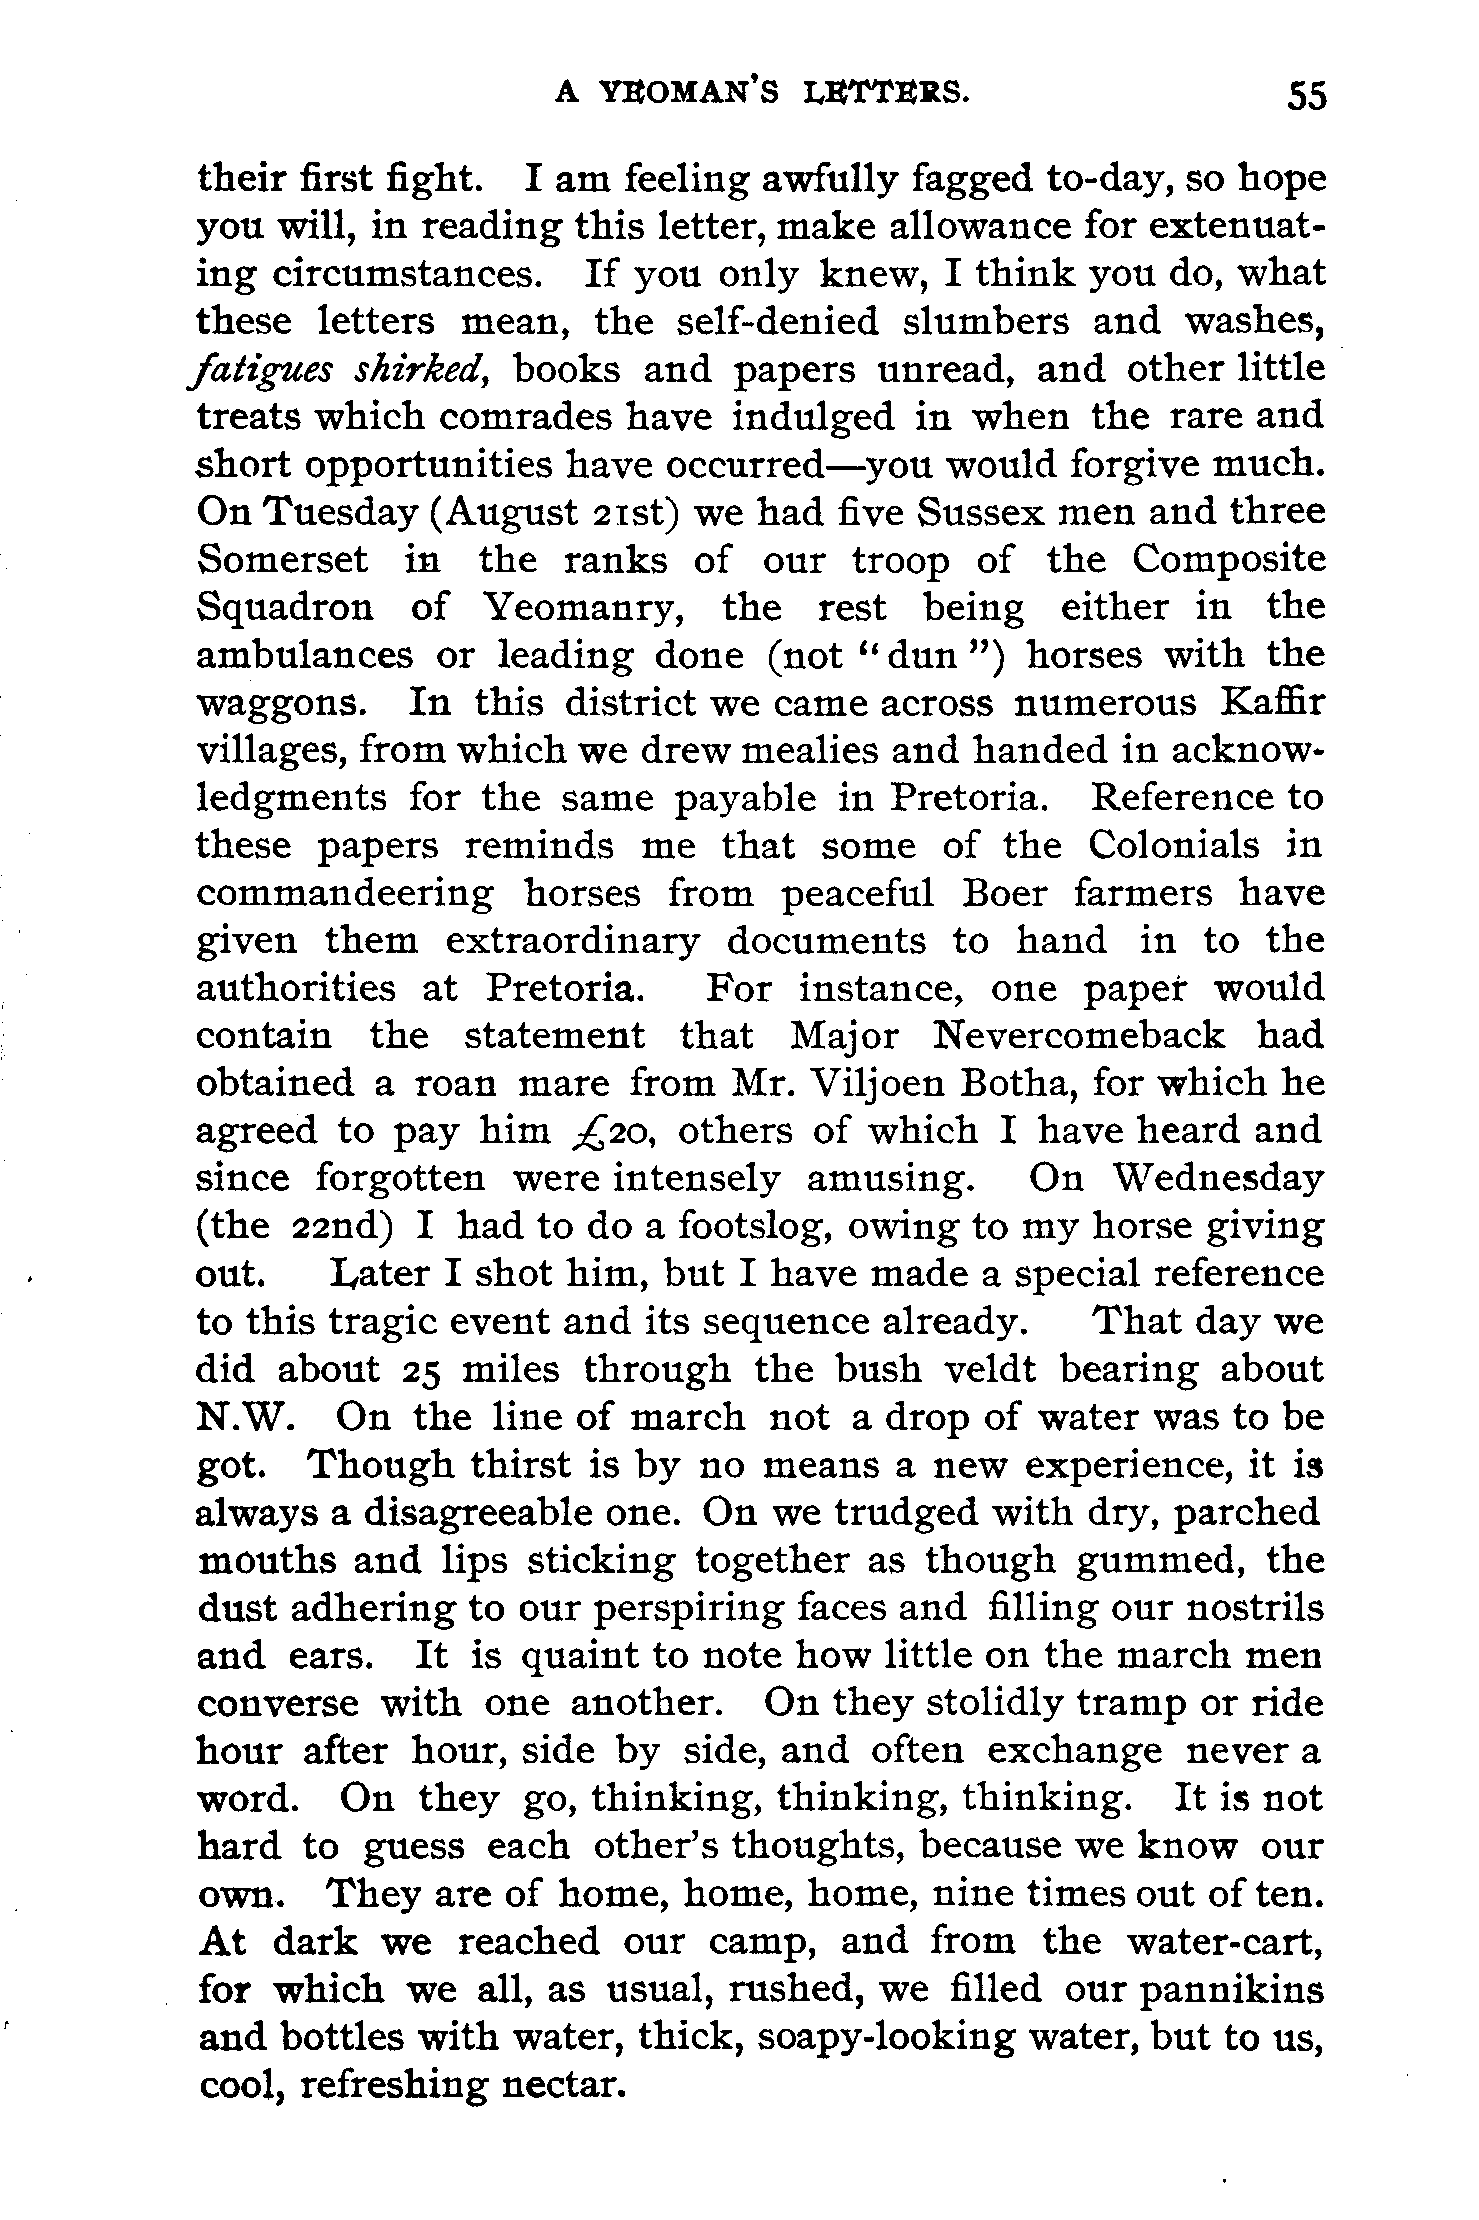 A YEOMAN'S LETTERS. 55
their first fight. I am feeling awfully fagged to-day, so hope
you will, in reading this letter, make allowance for extenuat-
ing circumstances. If you only knew, I think you do, what
these letters mean, the self-denied slumbers and washes,
fatigues shirked, books and papers unread, and other little
treats which comrades have indulged in when the rare and
short opportunities have occurred—you would forgive much.
On Tuesday (August 21st) we had five Sussex men and three
Somerset in the ranks of our troop of the Composite
Squadron of Yeomanry, the rest being either in the
ambulances or leading done (not "dun") horses with the
waggons. In this district we came across numerous Kaffir
villages, from which we drew mealies and handed in acknow-
ledgments for the same payable in Pretoria. Reference to
these papers reminds me that some of the Colonials in
commandeering horses from peaceful Boer farmers have
given them extraordinary documents to hand in to the
authorities at Pretoria. For instance, one paper would
contain the statement that Major Nevercomeback had
obtained a roan mare from Mr. Viljoen Botha, for which he
agreed to pay him £20, others of which I have heard and
since forgotten were intensely amusing. On Wednesday
(the 22nd) I had to do a footslog, owing to my horse giving
out. Later I shot him, but I have made a special reference
to this tragic event and its sequence already. That day we
did about 25 miles through the bush veldt bearing about
N.W. On the line of march not a drop of water was to be
got. Though thirst is by no means a new experience, it is
always a disagreeable one. On we trudged with dry, parched
mouths and lips sticking together as though gummed, the
dust adhering to our perspiring faces and filling our nostrils
and ears. It is quaint to note how little on the march men
converse with one another. On they stolidly tramp or ride
hour after hour, side by side, and often exchange never a
word. On they go, thinking, thinking, thinking. It is not
hard to guess each other's thoughts, because we know our
own. They are of home, home, home, nine times out of ten.
At dark we reached our camp, and from the water-cart,
for which we all, as usual, rushed, we filled our pannikins
and bottles with water, thick, soapy-looking water, but to us,
cool, refreshing nectar.